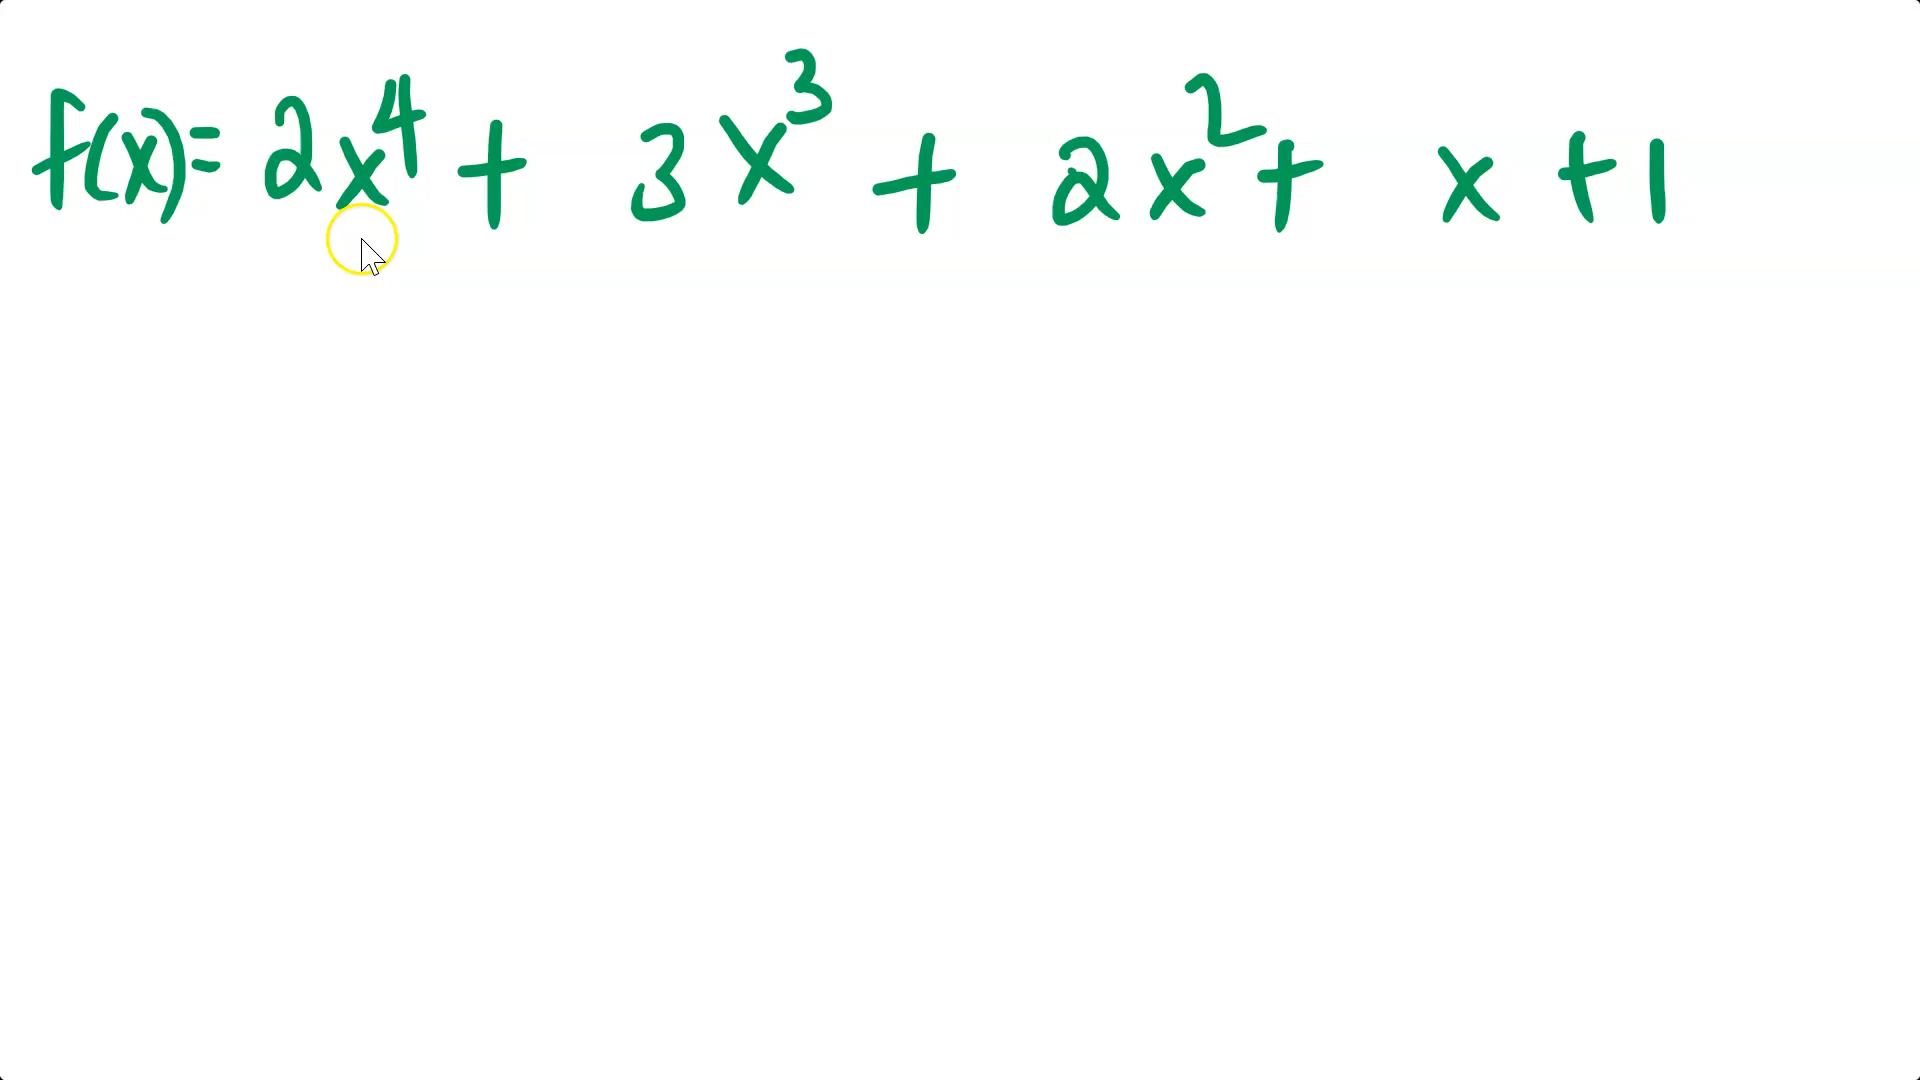 f(x)= 2x⁴ + 3x³ + 2x² + x + 1